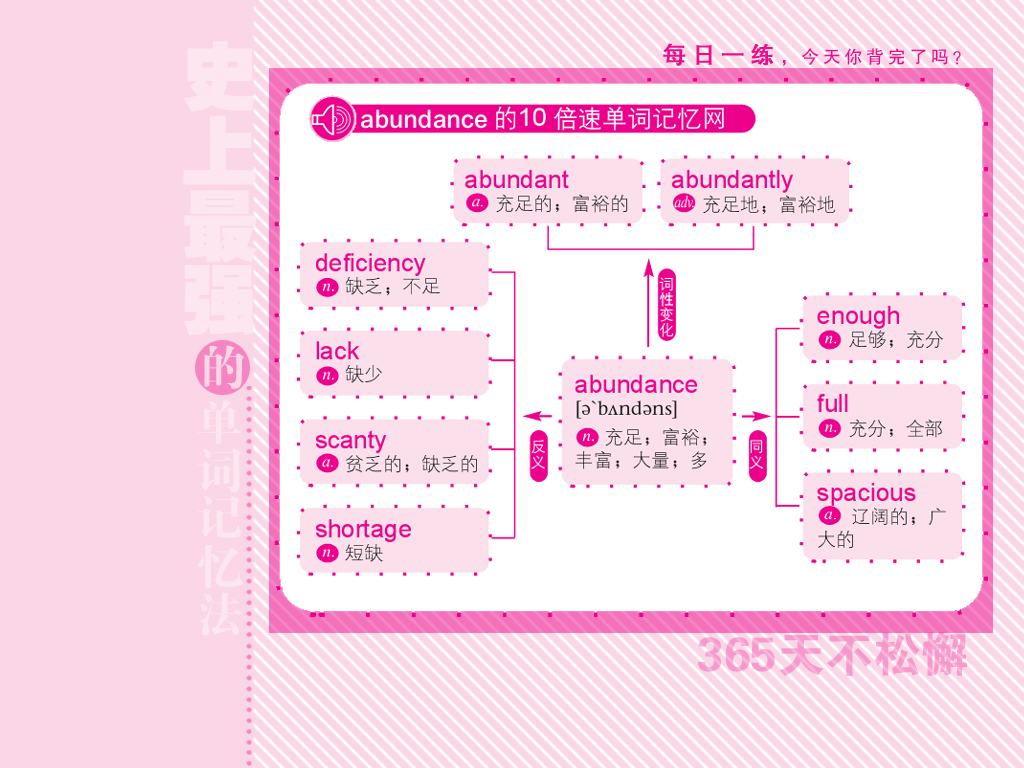 每日一练，今天你背完了吗？
史上最强的单词记忆法
abundance 的10 倍速单词记忆网
abundant
a. 充足的；富裕的
abundantly
adv. 充足地；富裕地
词性变化
deficiency
n. 缺乏；不足
lack
n. 缺少
scanty
a. 贫乏的；缺乏的
shortage
n. 短缺
反义
abundance
[ə`bʌndəns]
n. 充足；富裕；
丰富；大量；多
同义
enough
n. 足够；充分
full
n. 充分；全部
spacious
a. 辽阔的；广
大的
365天不松懈